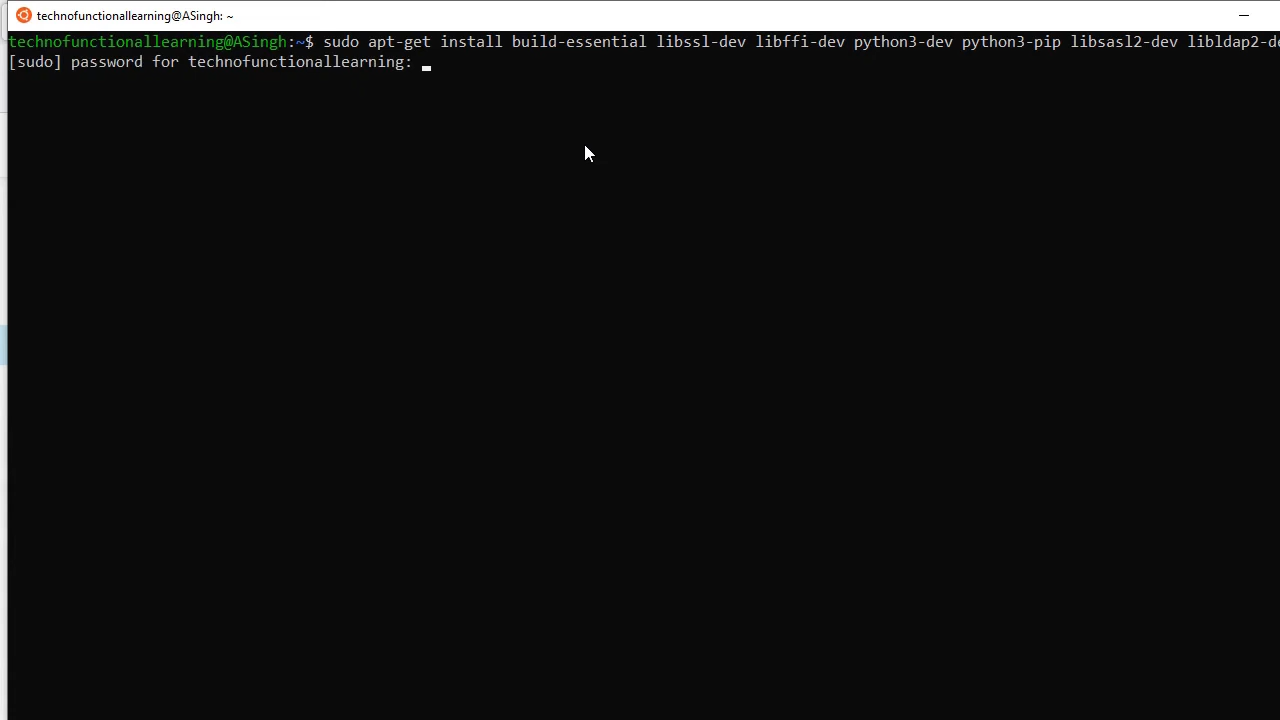 technofunctionallearning@ASingh: ~
technofunctionallearning@ASingh:~$ sudo apt-get install build-essential libssl-dev libffi-dev python3-dev python3-pip libsasl2-dev libldap2-de
[sudo] password for technofunctionallearning: